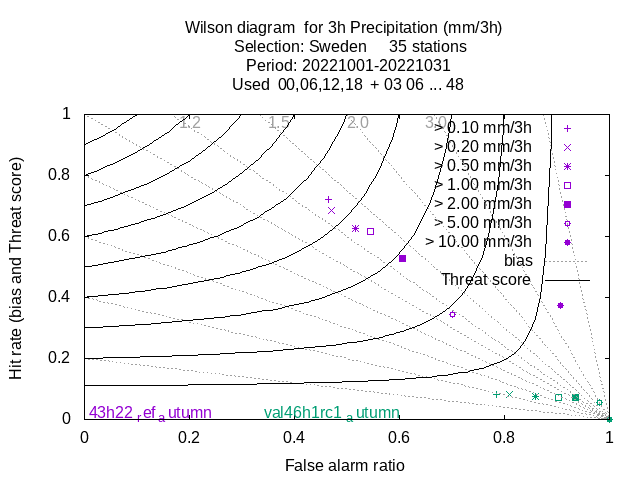 Wilson diagram  for 3h Precipitation (mm/3h)
Selection: Sweden     35 stations
Period: 20221001-20221031
Used  00,06,12,18  + 03 06 ... 48
Hit rate (bias and Threat score)
1
0.8
0.6
0.4
0.2
0
1.2
1.5
2.0
3.0
> 0.10 mm/3h
> 0.20 mm/3h
> 0.50 mm/3h
> 1.00 mm/3h
> 2.00 mm/3h
> 5.00 mm/3h
> 10.00 mm/3h
bias
Threat score
43h22_ref_autumn
val46h1rc1_autumn
0
0.2
0.4
0.6
0.8
1
False alarm ratio